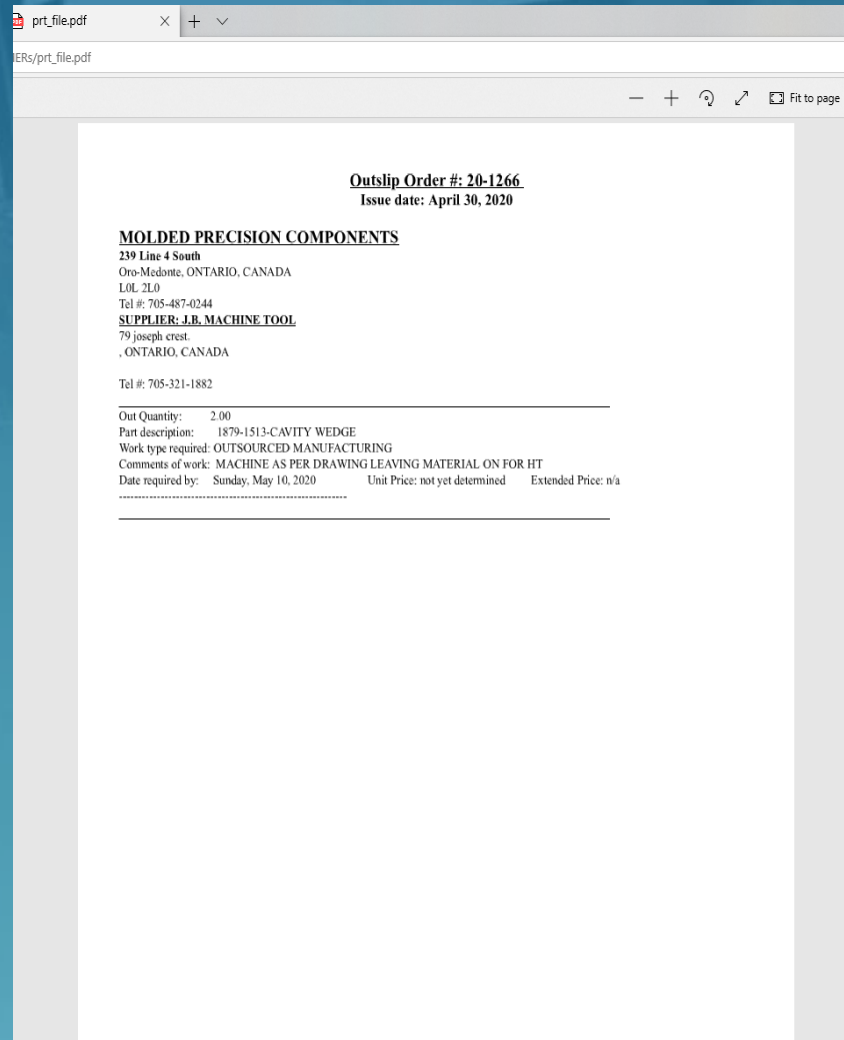 prt_file.pdf
IERs/prt_file.pdf
Fit to page
Outslip Order #: 20-1266
Issue date: April 30, 2020
MOLDED PRECISION COMPONENTS
239 Line 4 South
Oro-Medonte, ONTARIO, CANADA
L0L 2L0
Tel #: 705-487-0244
SUPPLIER: J.B. MACHINE TOOL
79 joseph crest.
, ONTARIO, CANADA
Tel #: 705-321-1882
Out Quantity: 2.00
Part description: 1879-1513-CAVITY WEDGE
Work type required: OUTSOURCED MANUFACTURING
Comments of work: MACHINE AS PER DRAWING LEAVING MATERIAL ON FOR HT
Date required by: Sunday, May 10, 2020 Unit Price: not yet determined Extended Price: n/a